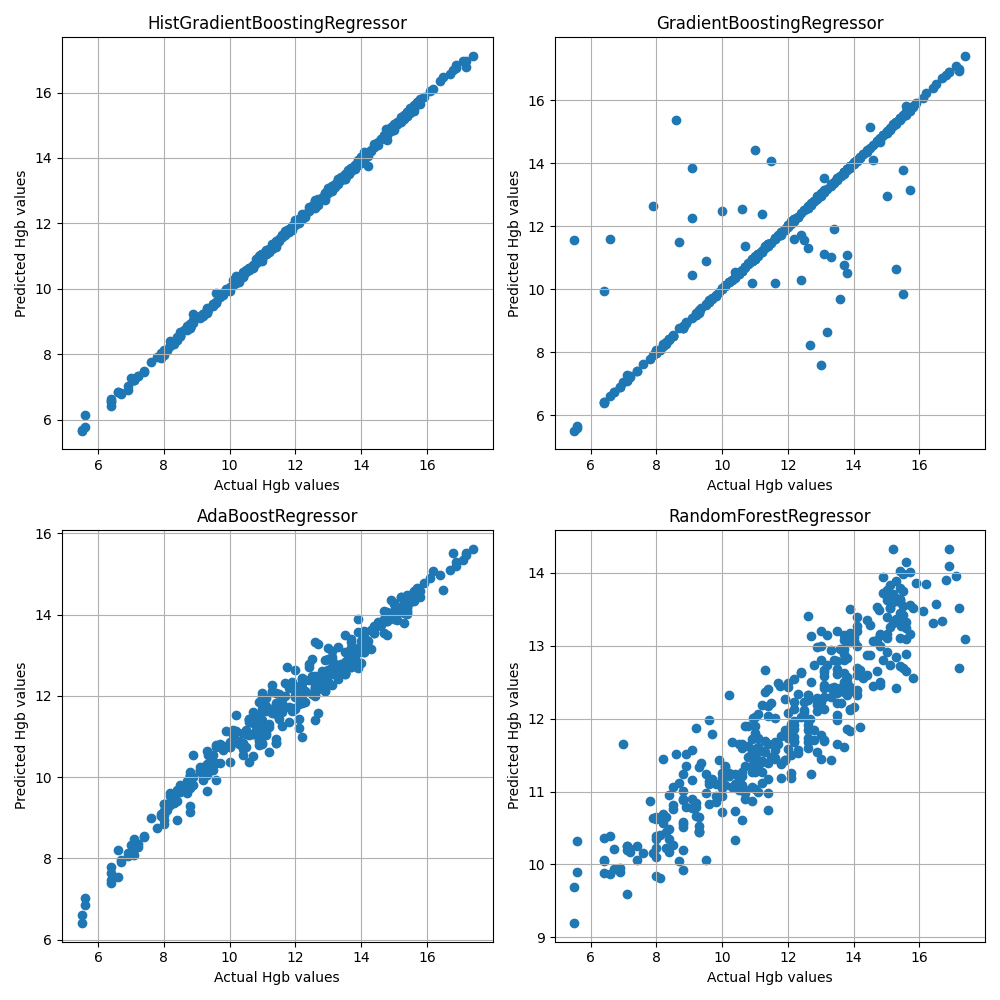 HistGradientBoostingRegressor
Predicted Hgb values
16
14
12
10
8
6
6 8 10 12 14 16
Actual Hgb values
GradientBoostingRegressor
Predicted Hgb values
16
14
12
10
8
6
6 8 10 12 14 16
Actual Hgb values
AdaBoostRegressor
Predicted Hgb values
16
14
12
10
8
6
6 8 10 12 14 16
Actual Hgb values
RandomForestRegressor
Predicted Hgb values
14
13
12
11
10
9
6 8 10 12 14 16
Actual Hgb values